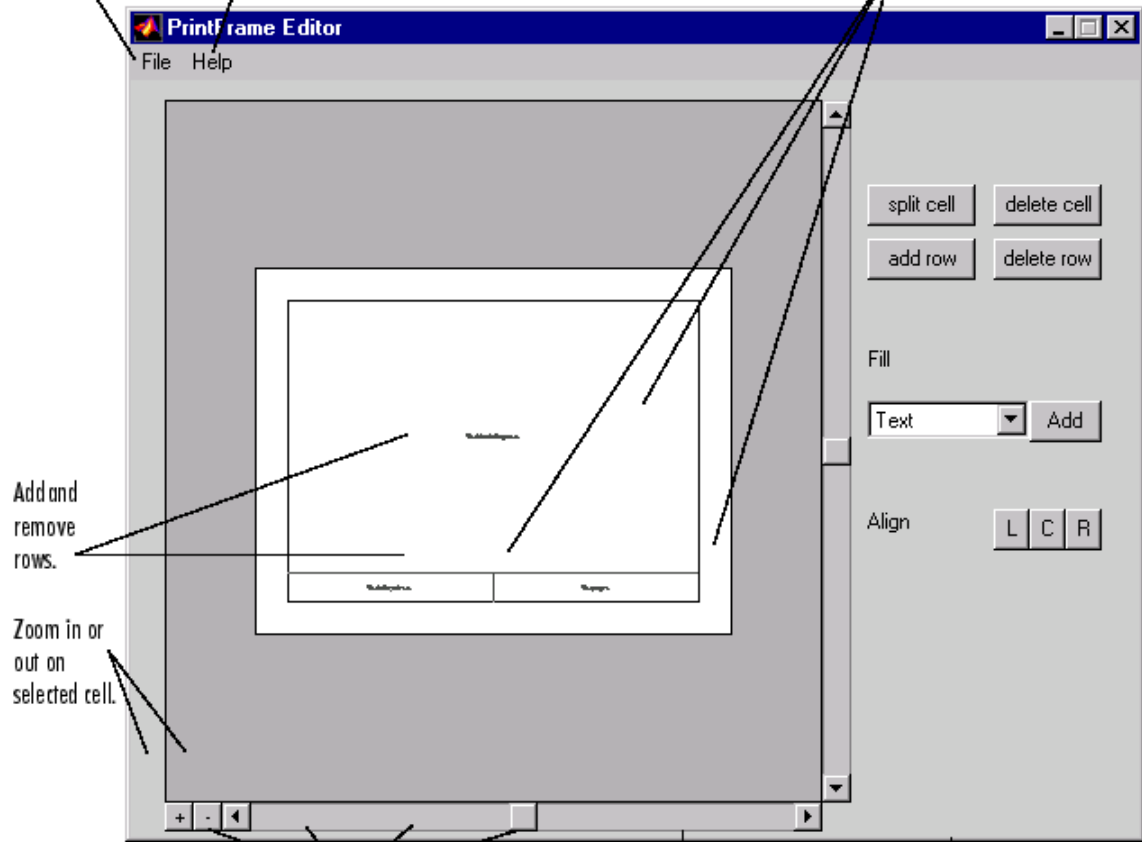 PrintFrame Editor
File Help
split cell delete cell
add row delete row
Fill
Text Add
Align L C R
Add and
remove
rows.
Zoom in or
out on
selected cell.
+ -